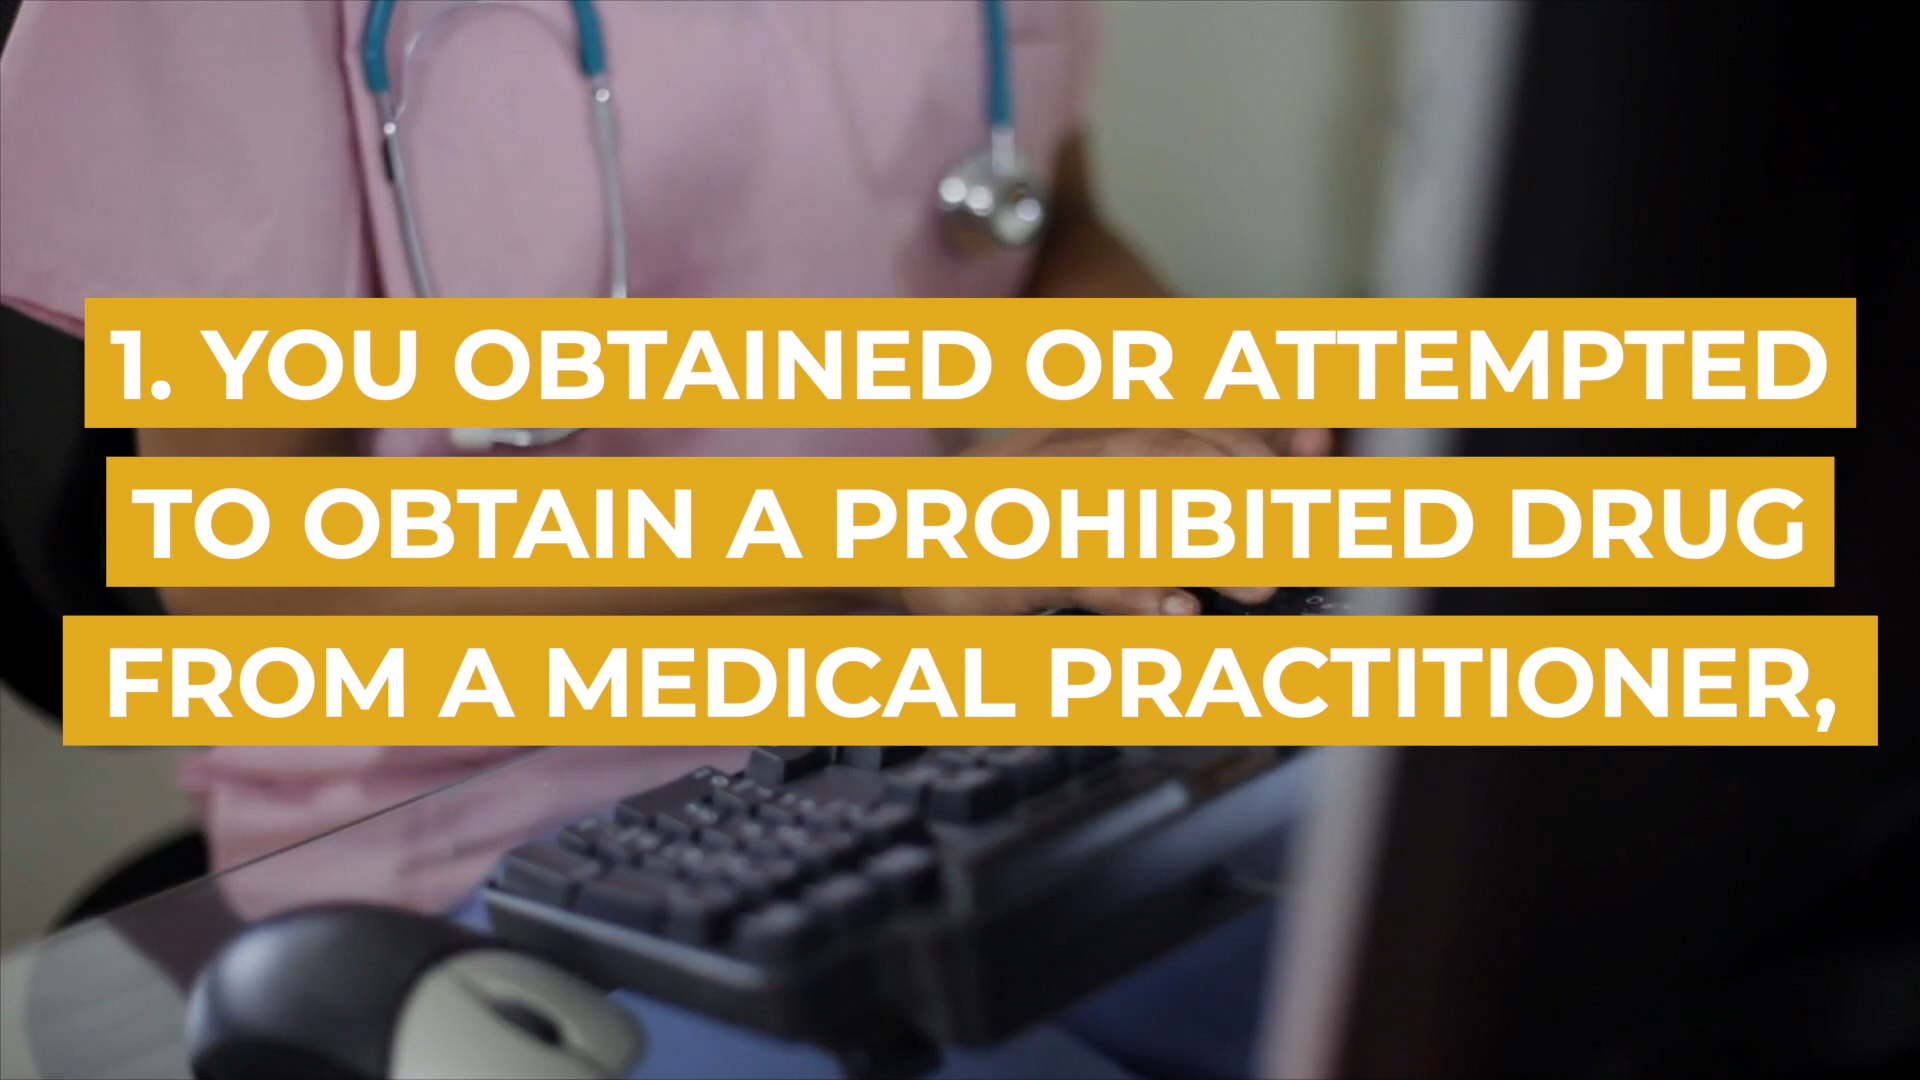 1. YOU OBTAINED OR ATTEMPTED
TO OBTAIN A PROHIBITED DRUG
FROM A MEDICAL PRACTITIONER,